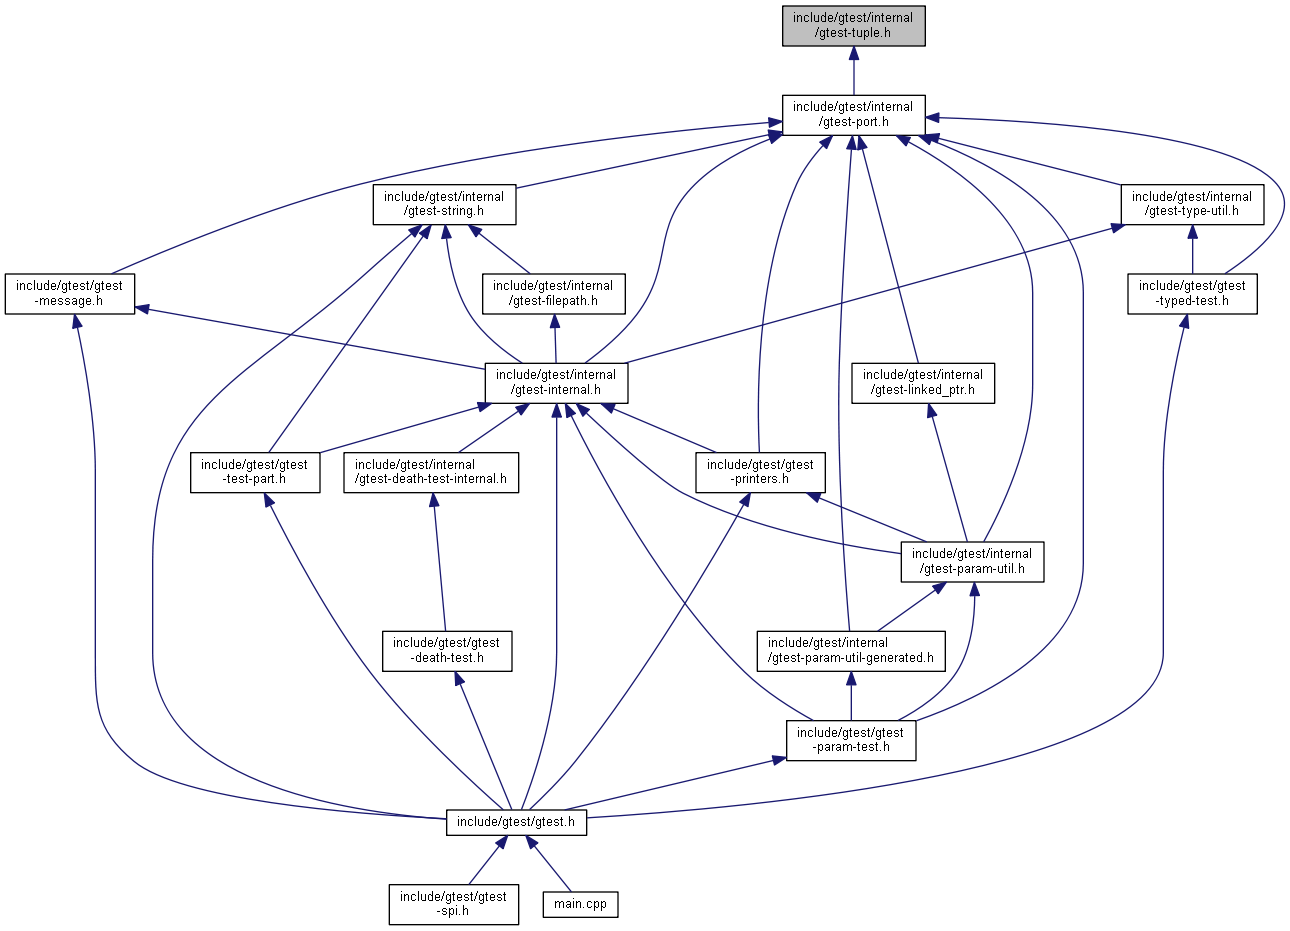 include/gtest/internal
/gtest-tuple.h
include/gtest/internal
/gtest-port.h
include/gtest/internal
/gtest-string.h
include/gtest/internal
/gtest-type-util.h
include/gtest/gtest
-message.h
include/gtest/internal
/gtest-filepath.h
include/gtest/gtest
-typed-test.h
include/gtest/internal
/gtest-internal.h
include/gtest/internal
/gtest-linked_ptr.h
include/gtest/gtest
-test-part.h
include/gtest/internal
/gtest-death-test-internal.h
include/gtest/gtest
-printers.h
include/gtest/internal
/gtest-param-util.h
include/gtest/gtest
-death-test.h
include/gtest/internal
/gtest-param-util-generated.h
include/gtest/gtest
-param-test.h
include/gtest/gtest.h
include/gtest/gtest
-spi.h
main.cpp